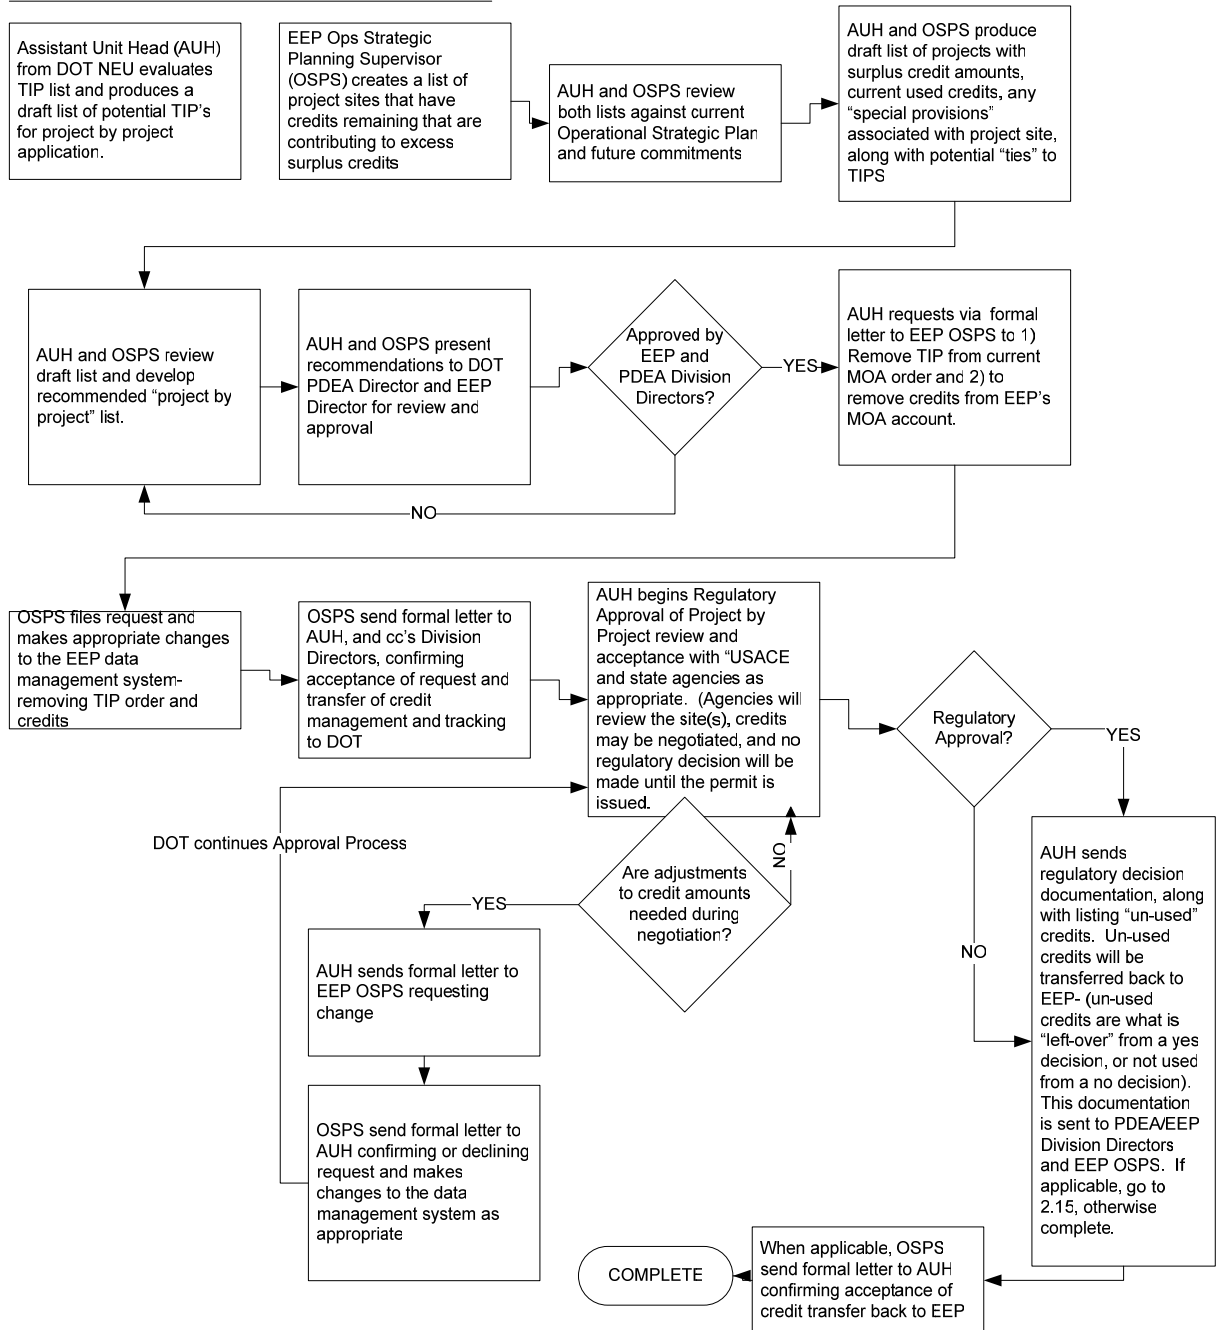 Assistant Unit Head (AUH)
from DOT NEU evaluates
TIP list and produces a
draft list of potential TIP's
for project by project
application.
EEP Ops Strategic
Planning Supervisor
(OSPS) creates a list of
project sites that have
credits remaining that are
contributing to excess
surplus credits
AUH and OSPS review
both lists against current
Operational Strategic Plan
and future commitments
AUH and OSPS produce
draft list of projects with
surplus credit amounts,
current used credits, any
“special provisions”
associated with project site,
along with potential “ties” to
TIPS
AUH and OSPS review
draft list and develop
recommended “project by
project” list.
AUH and OSPS present
recommendations to DOT
PDEA Director and EEP
Director for review and
approval
Approved by
EEP and
PDEA Division
Directors?
YES
NO
AUH requests via  formal
letter to EEP OSPS to 1)
Remove TIP from current
MOA order and 2) to
remove credits from EEP’s
MOA account.
OSPS files request and
makes appropriate changes
to the EEP data
management system-
removing TIP order and
credits
OSPS send formal letter to
AUH, and cc’s Division
Directors, confirming
acceptance of request and
transfer of credit
management and tracking
to DOT
AUH begins Regulatory
Approval of Project by
Project review and
acceptance with “USACE
and state agencies as
appropriate.  (Agencies will
review the site(s), credits
may be negotiated, and no
regulatory decision will be
made until the permit is
issued.
Regulatory
Approval?
YES
NO
DOT continues Approval Process
Are adjustments
to credit amounts
needed during
negotiation?
NO
YES
AUH sends formal letter to
EEP OSPS requesting
change
OSPS send formal letter to
AUH confirming or declining
request and makes
changes to the data
management system as
appropriate
AUH sends
regulatory decision
documentation, along
with listing “un-used”
credits.  Un-used
credits will be
transferred back to
EEP- (un-used
credits are what is
“left-over” from a yes
decision, or not used
from a no decision).
This documentation
is sent to PDEA/EEP
Division Directors
and EEP OSPS.  If
applicable, go to
2.15, otherwise
complete.
When applicable, OSPS
send formal letter to AUH
confirming acceptance of
credit transfer back to EEP
COMPLETE